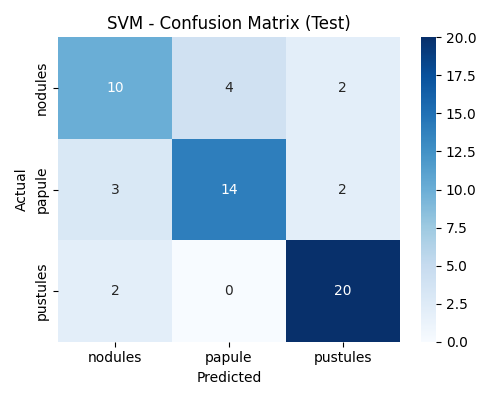 SVM - Confusion Matrix (Test)
Actual
nodules
10 4 2
papule
3 14 2
pustules
2 0 20
nodules papule pustules
Predicted
20.0
17.5
15.0
12.5
10.0
7.5
5.0
2.5
0.0